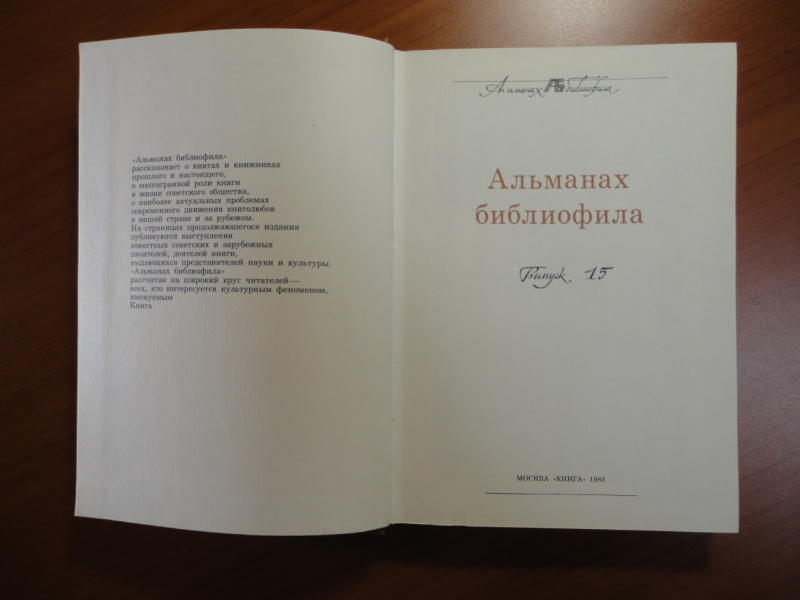 «Альманах библиофила»
рассказывает о книгах и книжниках
прошлого и настоящего,
о многогранной роли книги
в жизни советского общества,
о наиболее актуальных проблемах
современного движения книголюбов
в нашей стране и за рубежом.
На страницах продолжающегося издания
публикуются выступления
известных советских и зарубежных
писателей, деятелей книги,
выдающихся представителей науки и культуры.
«Альманах библиофила»
рассчитан на широкий круг читателей —
всех, кто интересуется культурным феноменом,
именуемым
Книга
Альманах АБ библиофила
Альманах
библиофила
Выпуск 15
МОСКВА «КНИГА» 1983